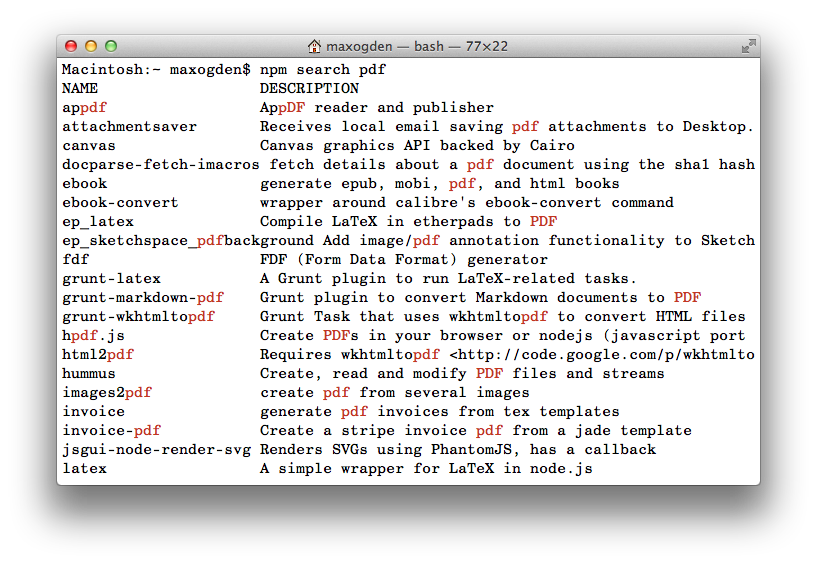 maxogden — bash — 77×22
Macintosh:~ maxogden$ npm search pdf
NAME                  DESCRIPTION
appdf                 AppDF reader and publisher
attachmentsaver       Receives local email saving pdf attachments to Desktop.
canvas                Canvas graphics API backed by Cairo
docparse-fetch-imacros fetch details about a pdf document using the sha1 hash
ebook                 generate epub, mobi, pdf, and html books
ebook-convert         wrapper around calibre's ebook-convert command
ep_latex              Compile LaTeX in etherpads to PDF
ep_sketchspace_pdfbackground Add image/pdf annotation functionality to Sketch
fdf                   FDF (Form Data Format) generator
grunt-latex           A Grunt plugin to run LaTeX-related tasks.
grunt-markdown-pdf    Grunt plugin to convert Markdown documents to PDF
grunt-wkhtmltopdf     Grunt Task that uses wkhtmltopdf to convert HTML files
hpdf.js               Create PDFs in your browser or nodejs (javascript port
html2pdf              Requires wkhtmltopdf <http://code.google.com/p/wkhtmlto
hummus                Create, read and modify PDF files and streams
images2pdf            create pdf from several images
invoice               generate pdf invoices from tex templates
invoice-pdf           Create a stripe invoice pdf from a jade template
jsgui-node-render-svg Renders SVGs using PhantomJS, has a callback
latex                 A simple wrapper for LaTeX in node.js